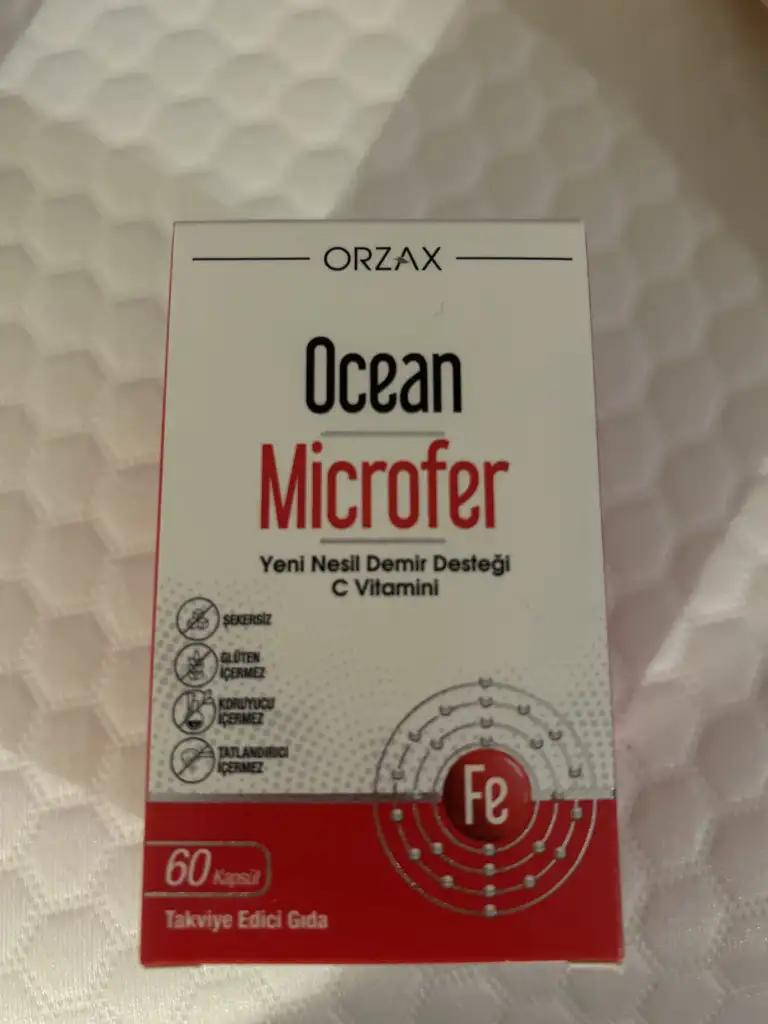 ORZAX
Ocean
Microfer
Yeni Nesil Demir Desteği
C Vitamini
ŞEKERSİZ
GLÜTEN
İÇERMEZ
KORUYUCU
İÇERMEZ
TATLANDIRICI
İÇERMEZ
Fe
60 Kapsül
Takviye Edici Gıda